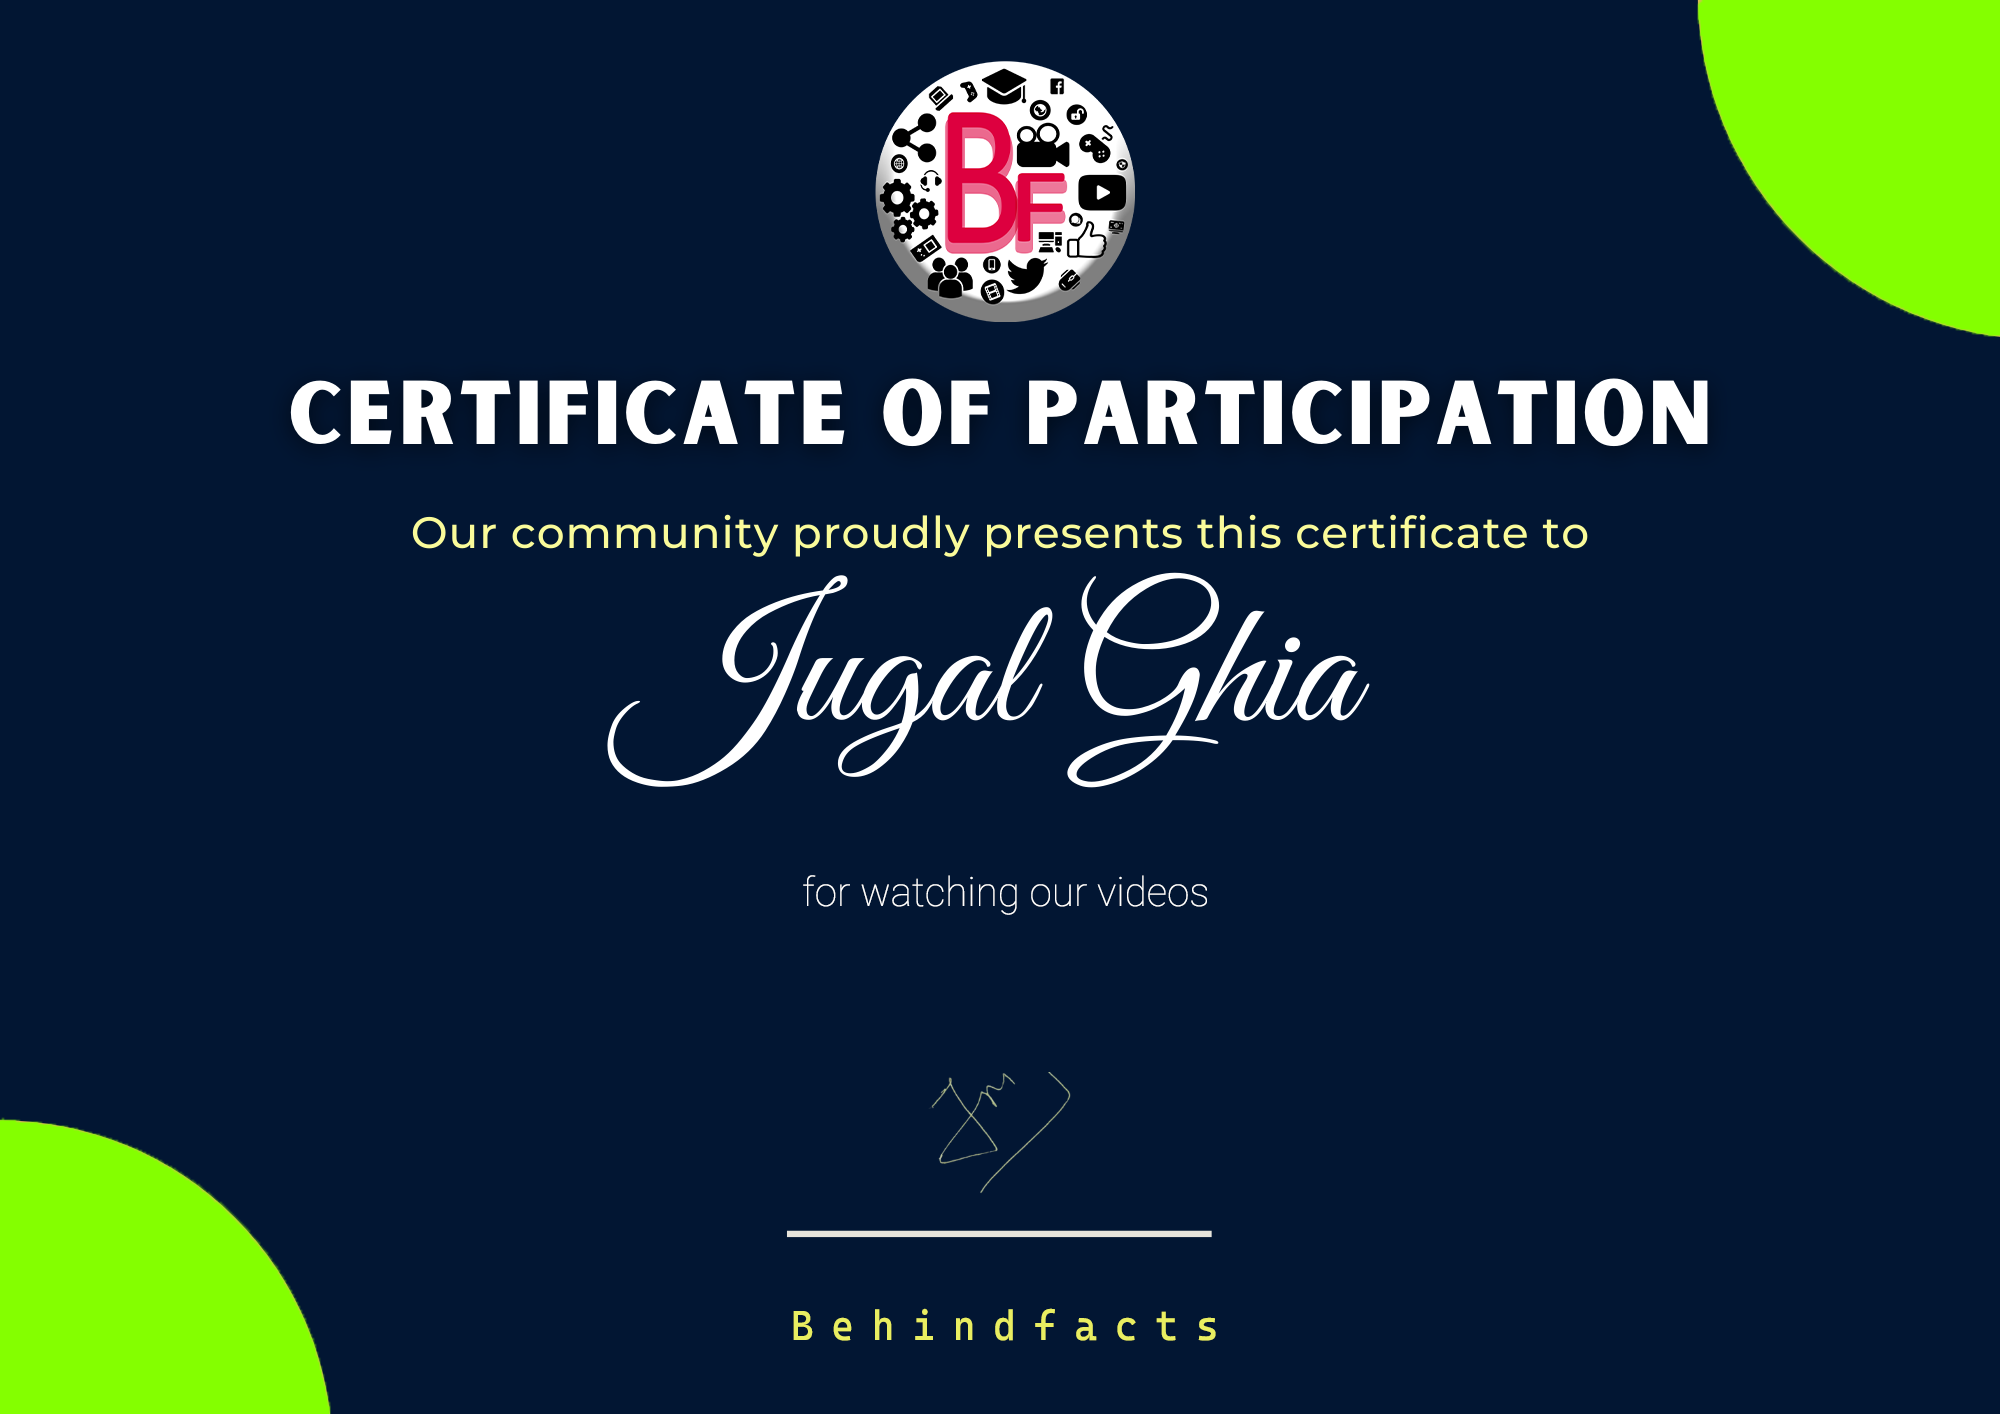 BF
CERTIFICATE OF PARTICIPATION
Our community proudly presents this certificate to
Jugal Ghia
for watching our videos
Behindfacts